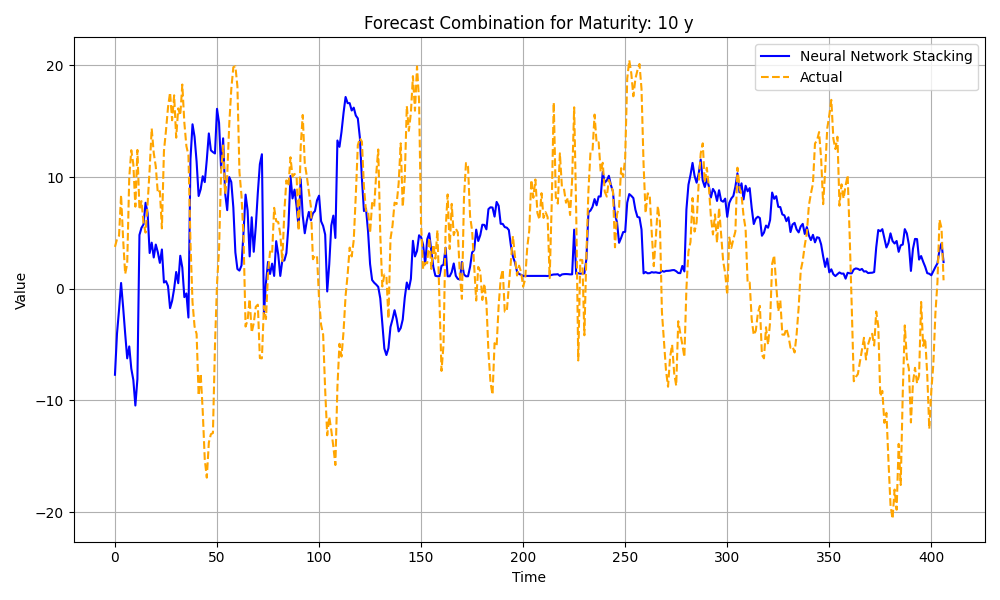 Forecast Combination for Maturity: 10 y
Neural Network Stacking
Actual
Value
20
10
0
−10
−20
0 50 100 150 200 250 300 350 400
Time